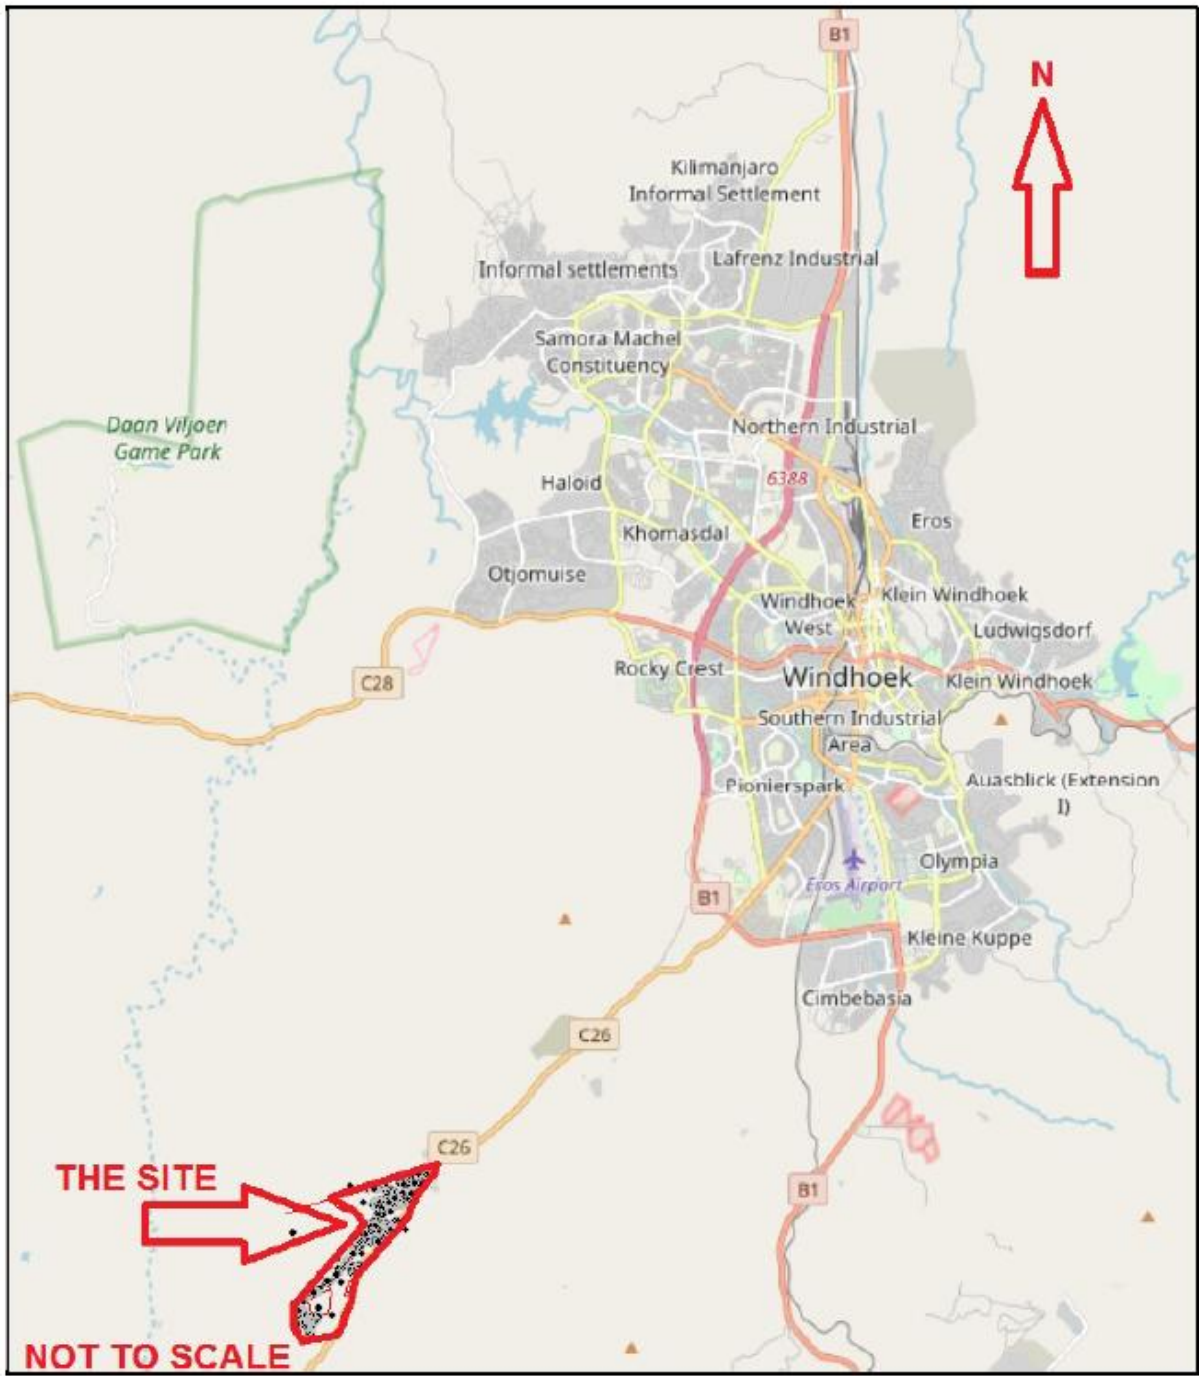 B1
N
Kilimanjaro
Informal Settlement
Lafrenz Industrial
Informal settlements
Samora Machel
Constituency
Daan Viljoen
Game Park
Northern Industrial
6388
Haloid
Eros
Khomasdal
Otjomuise
Klein Windhoek
Windhoek
West
Ludwigsdorf
Rocky Crest
C28
Windhoek
Klein Windhoek
Southern Industrial
Area
Pionierspark
Auasblick (Extension
I)
Olympia
Eros Airport
B1
Kleine Kuppe
Cimbebasia
C26
C26
THE SITE
B1
NOT TO SCALE